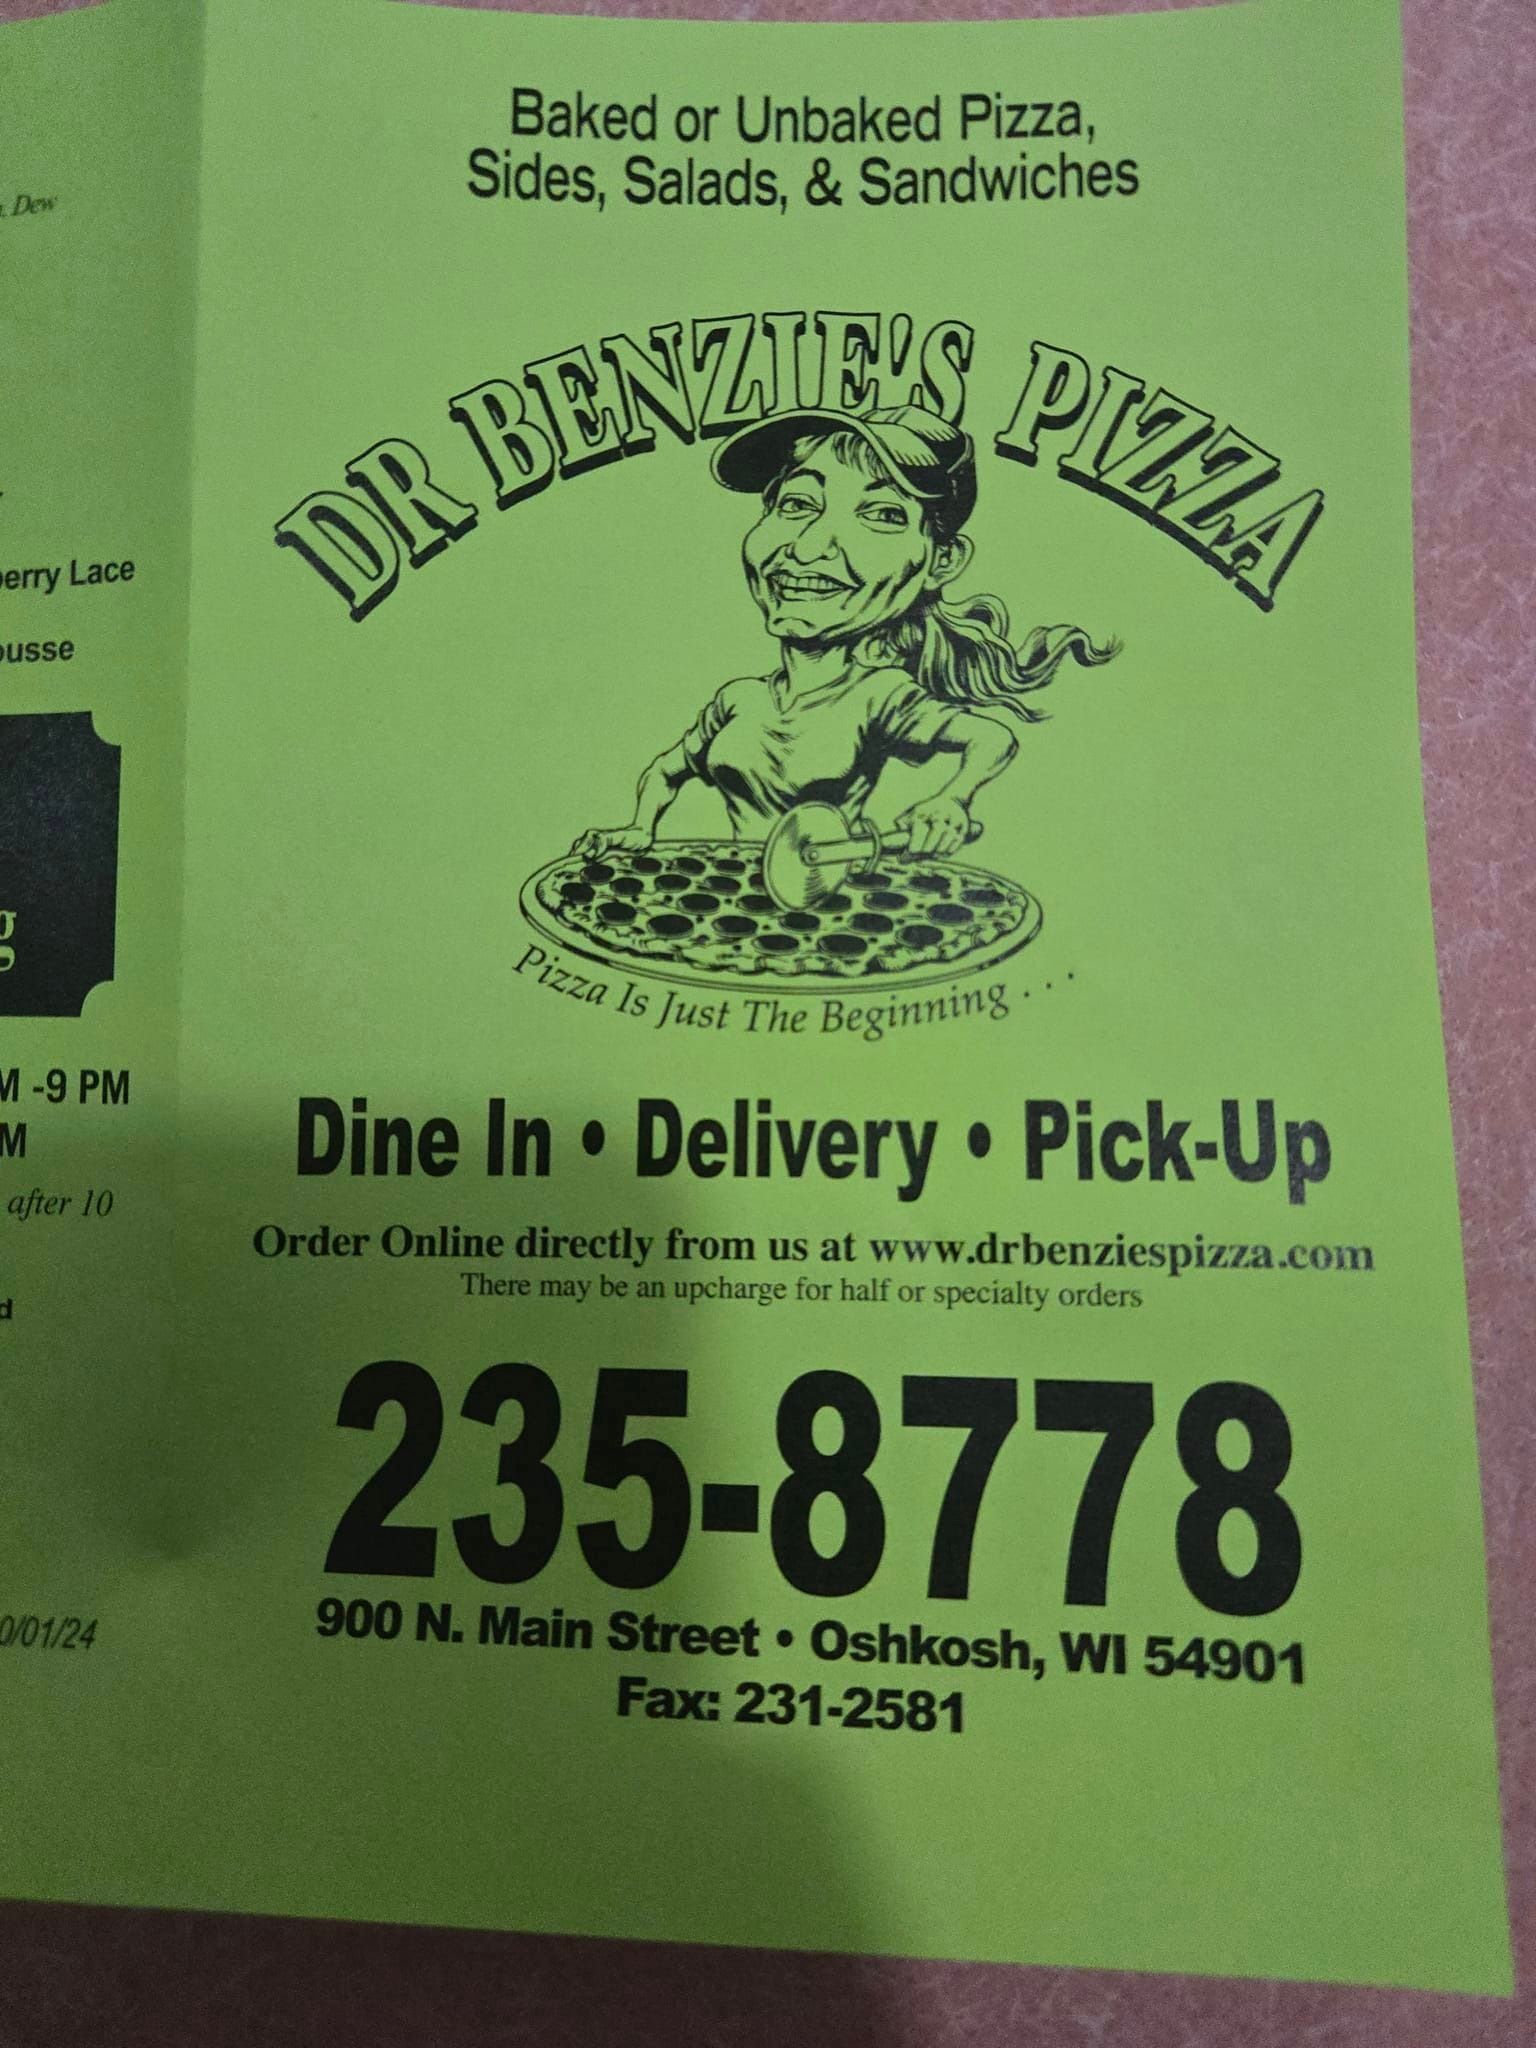 Dew
berry Lace
ousse
g
M -9 PM
M
after 10
d
0/01/24
Baked or Unbaked Pizza,
Sides, Salads, & Sandwiches
DR BENZIE'S PIZZA
Pizza Is Just The Beginning . . .
Dine In • Delivery • Pick-Up
Order Online directly from us at www.drbenziespizza.com
There may be an upcharge for half or specialty orders
235-8778
900 N. Main Street • Oshkosh, WI 54901
Fax: 231-2581